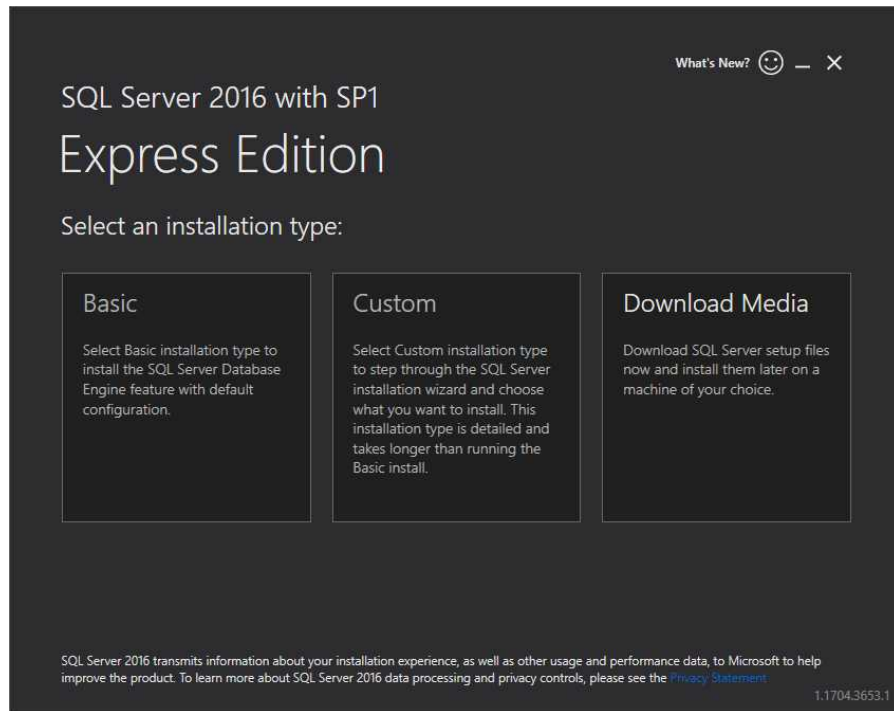 What's New?
SQL Server 2016 with SP1
Express Edition
Select an installation type:
Basic
Select Basic installation type to
install the SQL Server Database
Engine feature with default
configuration.
Custom
Select Custom installation type
to step through the SQL Server
installation wizard and choose
what you want to install. This
installation type is detailed and
takes longer than running the
Basic install.
Download Media
Download SQL Server setup files
now and install them later on a
machine of your choice.
SQL Server 2016 transmits information about your installation experience, as well as other usage and performance data, to Microsoft to help
improve the product. To learn more about SQL Server 2016 data processing and privacy controls, please see the Privacy Statement
1.1704.3653.1